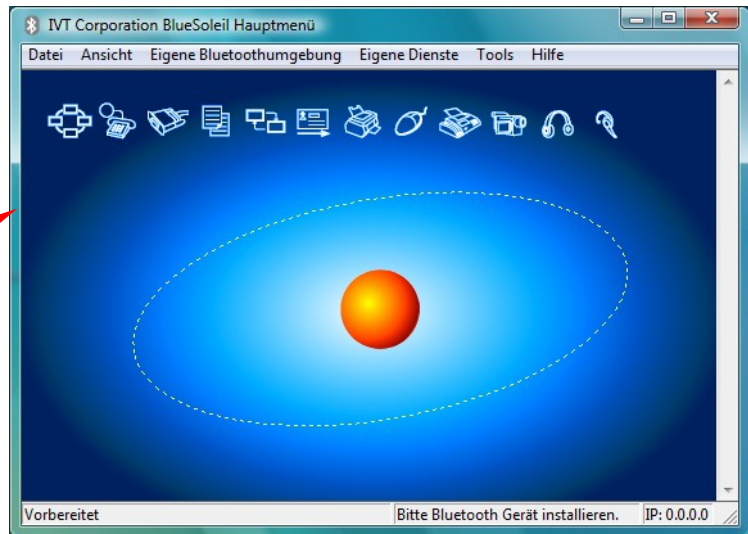 IVT Corporation BlueSoleil Hauptmenü
Datei Ansicht Eigene Bluetoothumgebung Eigene Dienste Tools Hilfe
Vorbereitet Bitte Bluetooth Gerät installieren. IP: 0.0.0.0